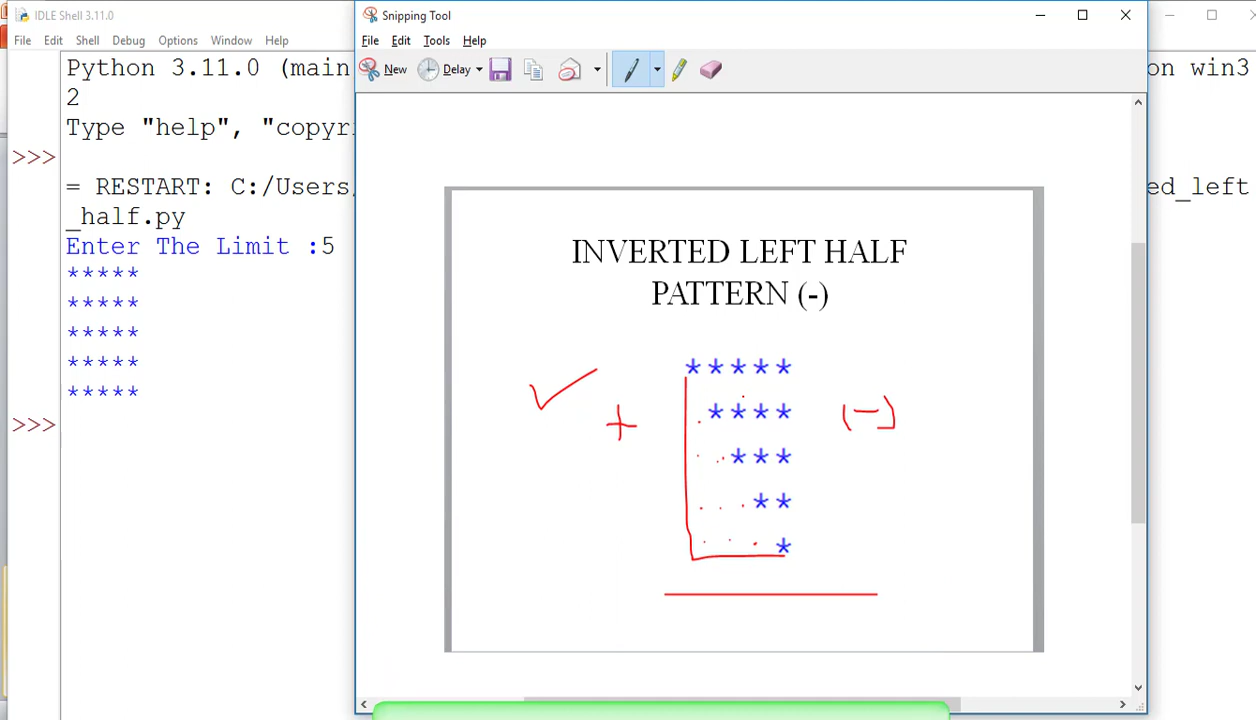 IDLE Shell 3.11.0
File Edit Shell Debug Options Window Help
Python 3.11.0 (main
on win3
2
Type "help", "copyri
>>>
= RESTART: C:/Users/
ed_left
_half.py
Enter The Limit :5
*****
*****
*****
*****
*****
>>>
Snipping Tool
File Edit Tools Help
New Delay
INVERTED LEFT HALF
PATTERN (-)
*****
****
+ (-)
***
**
*